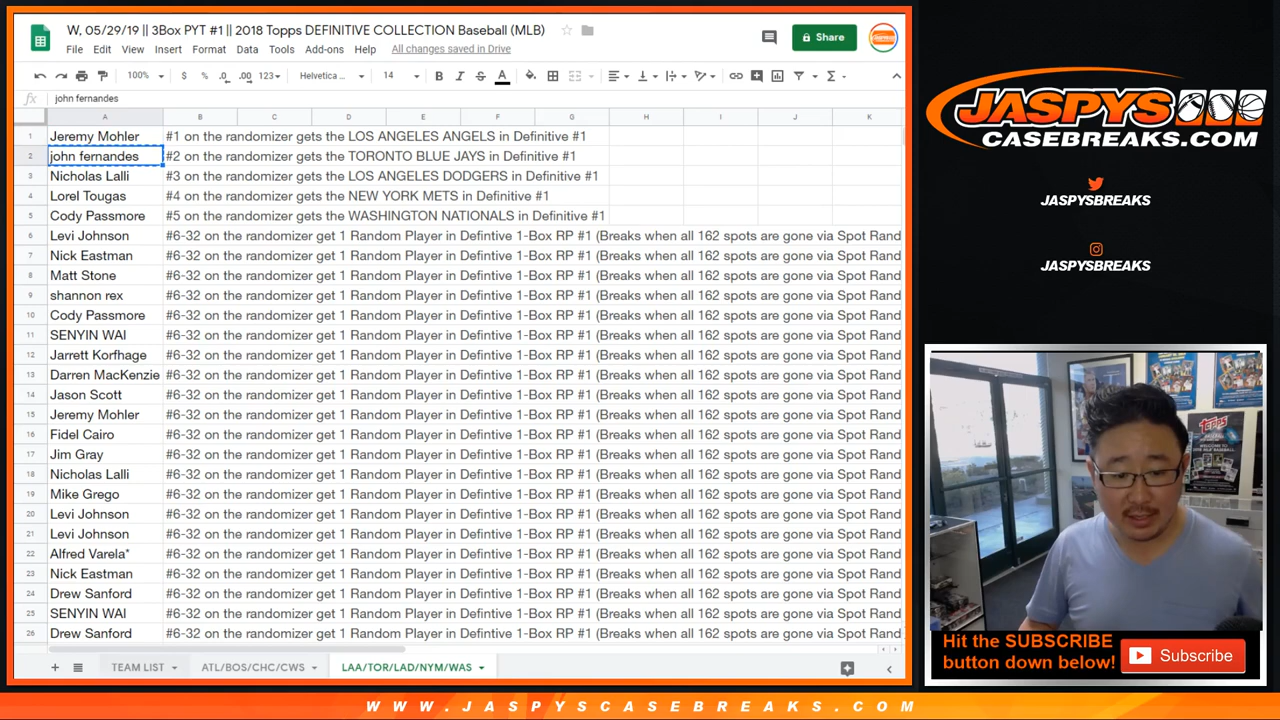 W, 05/29/19 || 3Box PYT #1 || 2018 Topps DEFINITIVE COLLECTION Baseball (MLB)
File Edit View Insert Format Data Tools Add-ons Help All changes saved in Drive
Share
100% $ % .0 .00 123 Helvetica ... 14 B I S A
fx john fernandes
A B C D E F G H I J K
1 Jeremy Mohler #1 on the randomizer gets the LOS ANGELES ANGELS in Definitive #1
2 john fernandes #2 on the randomizer gets the TORONTO BLUE JAYS in Definitive #1
3 Nicholas Lalli #3 on the randomizer gets the LOS ANGELES DODGERS in Definitive #1
4 Lorel Tougas #4 on the randomizer gets the NEW YORK METS in Definitive #1
5 Cody Passmore #5 on the randomizer gets the WASHINGTON NATIONALS in Definitive #1
6 Levi Johnson #6-32 on the randomizer get 1 Random Player in Defintive 1-Box RP #1 (Breaks when all 162 spots are gone via Spot Rand
7 Nick Eastman #6-32 on the randomizer get 1 Random Player in Defintive 1-Box RP #1 (Breaks when all 162 spots are gone via Spot Rand
8 Matt Stone #6-32 on the randomizer get 1 Random Player in Defintive 1-Box RP #1 (Breaks when all 162 spots are gone via Spot Rand
9 shannon rex #6-32 on the randomizer get 1 Random Player in Defintive 1-Box RP #1 (Breaks when all 162 spots are gone via Spot Rand
10 Cody Passmore #6-32 on the randomizer get 1 Random Player in Defintive 1-Box RP #1 (Breaks when all 162 spots are gone via Spot Rand
11 SENYIN WAI #6-32 on the randomizer get 1 Random Player in Defintive 1-Box RP #1 (Breaks when all 162 spots are gone via Spot Rand
12 Jarrett Korfhage #6-32 on the randomizer get 1 Random Player in Defintive 1-Box RP #1 (Breaks when all 162 spots are gone via Spot Rand
13 Darren MacKenzie #6-32 on the randomizer get 1 Random Player in Defintive 1-Box RP #1 (Breaks when all 162 spots are gone via Spot Rand
14 Jason Scott #6-32 on the randomizer get 1 Random Player in Defintive 1-Box RP #1 (Breaks when all 162 spots are gone via Spot Rand
15 Jeremy Mohler #6-32 on the randomizer get 1 Random Player in Defintive 1-Box RP #1 (Breaks when all 162 spots are gone via Spot Rand
16 Fidel Cairo #6-32 on the randomizer get 1 Random Player in Defintive 1-Box RP #1 (Breaks when all 162 spots are gone via Spot Rand
17 Jim Gray #6-32 on the randomizer get 1 Random Player in Defintive 1-Box RP #1 (Breaks when all 162 spots are gone via Spot Rand
18 Nicholas Lalli #6-32 on the randomizer get 1 Random Player in Defintive 1-Box RP #1 (Breaks when all 162 spots are gone via Spot Rand
19 Mike Grego #6-32 on the randomizer get 1 Random Player in Defintive 1-Box RP #1 (Breaks when all 162 spots are gone via Spot Rand
20 Levi Johnson #6-32 on the randomizer get 1 Random Player in Defintive 1-Box RP #1 (Breaks when all 162 spots are gone via Spot Rand
21 Levi Johnson #6-32 on the randomizer get 1 Random Player in Defintive 1-Box RP #1 (Breaks when all 162 spots are gone via Spot Rand
22 Alfred Varela* #6-32 on the randomizer get 1 Random Player in Defintive 1-Box RP #1 (Breaks when all 162 spots are gone via Spot Rand
23 Nick Eastman #6-32 on the randomizer get 1 Random Player in Defintive 1-Box RP #1 (Breaks when all 162 spots are gone via Spot Rand
24 Drew Sanford #6-32 on the randomizer get 1 Random Player in Defintive 1-Box RP #1 (Breaks when all 162 spots are gone via Spot Rand
25 SENYIN WAI #6-32 on the randomizer get 1 Random Player in Defintive 1-Box RP #1 (Breaks when all 162 spots are gone via Spot Rand
26 Drew Sanford #6-32 on the randomizer get 1 Random Player in Defintive 1-Box RP #1 (Breaks when all 162 spots are gone via Spot Rand
TEAM LIST ATL/BOS/CHC/CWS LAA/TOR/LAD/NYM/WAS
JASPYS
CASEBREAKS.COM
JASPYSBREAKS
JASPYSBREAKS
TOPPS
Hit the SUBSCRIBE
button down below!
Subscribe
WWW.JASPYSCASEBREAKS.COM